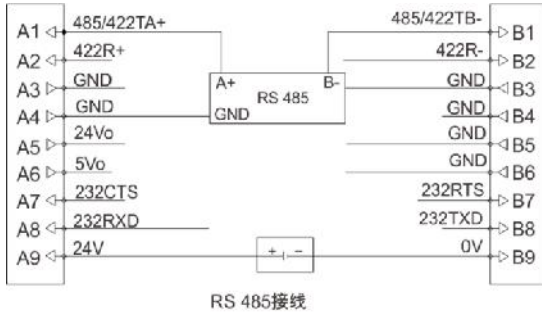 A1 485/422TA+ 485/422TB- B1
A2 422R+ 422R- B2
A3 GND A+ B- GND B3
RS 485
A4 GND GND GND B4
A5 24Vo GND B5
A6 5Vo GND B6
A7 232CTS 232RTS B7
A8 232RXD 232TXD B8
A9 24V + - 0V B9
RS 485接线